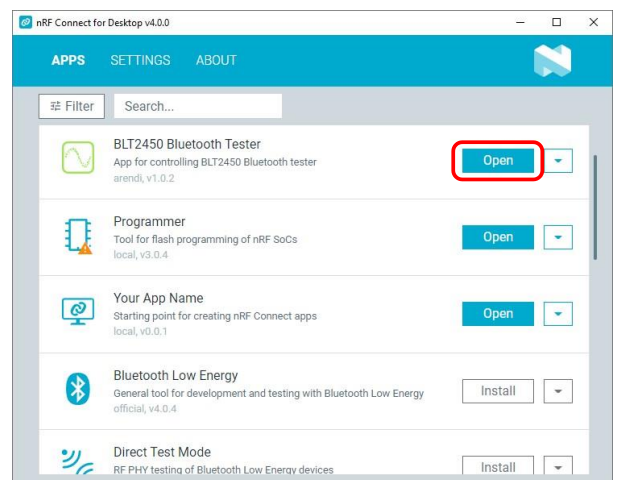 nRF Connect for Desktop v4.0.0
APPS SETTINGS ABOUT
Filter Search...
BLT2450 Bluetooth Tester
App for controlling BLT2450 Bluetooth tester
arendi, v1.0.2
Open
Programmer
Tool for flash programming of nRF SoCs
local, v3.0.4
Open
Your App Name
Starting point for creating nRF Connect apps
local, v0.0.1
Open
Bluetooth Low Energy
General tool for development and testing with Bluetooth Low Energy
official, v4.0.4
Install
Direct Test Mode
RF PHY testing of Bluetooth Low Energy devices
Install